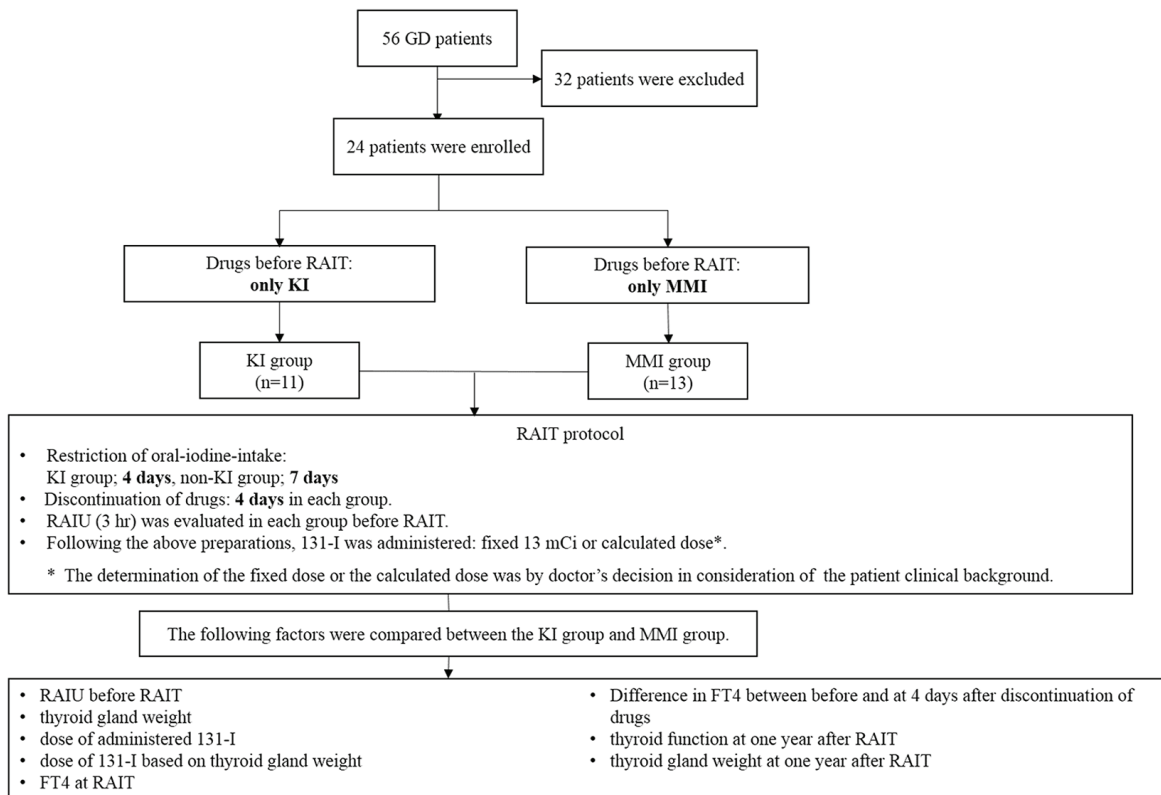 56 GD patients
32 patients were excluded
24 patients were enrolled
Drugs before RAIT:
only KI
Drugs before RAIT:
only MMI
KI group
(n=11)
MMI group
(n=13)
RAIT protocol
• Restriction of oral-iodine-intake:
KI group; 4 days, non-KI group; 7 days
• Discontinuation of drugs: 4 days in each group.
• RAIU (3 hr) was evaluated in each group before RAIT.
• Following the above preparations, 131-I was administered: fixed 13 mCi or calculated dose*.
* The determination of the fixed dose or the calculated dose was by doctor's decision in consideration of the patient clinical background.
The following factors were compared between the KI group and MMI group.
• RAIU before RAIT
• thyroid gland weight
• dose of administered 131-I
• dose of 131-I based on thyroid gland weight
• FT4 at RAIT
• Difference in FT4 between before and at 4 days after discontinuation of
drugs
• thyroid function at one year after RAIT
• thyroid gland weight at one year after RAIT